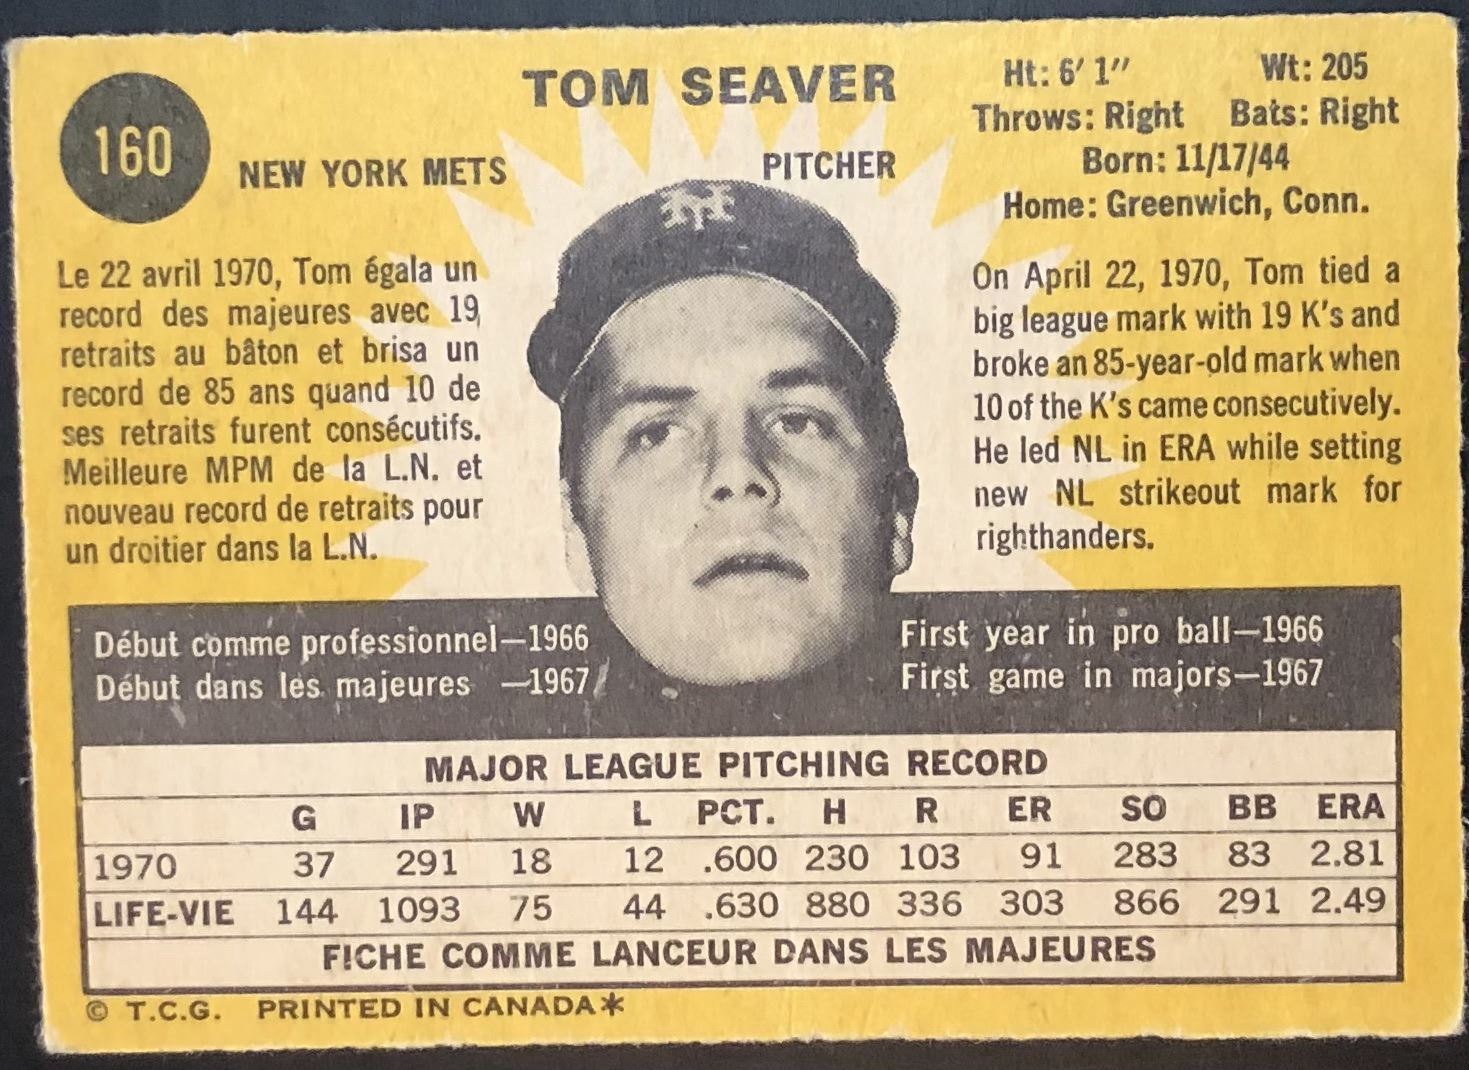 160
TOM SEAVER
NEW YORK METS
PITCHER
Ht: 6' 1" Wt: 205
Throws: Right Bats: Right
Born: 11/17/44
Home: Greenwich, Conn.
Le 22 avril 1970, Tom égala un
record des majeures avec 19
retraits au bâton et brisa un
record de 85 ans quand 10 de
ses retraits furent consécutifs.
Meilleure MPM de la L.N. et
nouveau record de retraits pour
un droitier dans la L.N.
NY
On April 22, 1970, Tom tied a
big league mark with 19 K's and
broke an 85-year-old mark when
10 of the K's came consecutively.
He led NL in ERA while setting
new NL strikeout mark for
righthanders.
Début comme professionnel—1966
Début dans les majeures —1967
First year in pro ball—1966
First game in majors—1967
MAJOR LEAGUE PITCHING RECORD
G IP W L PCT. H R ER SO BB ERA
1970 37 291 18 12 .600 230 103 91 283 83 2.81
LIFE-VIE 144 1093 75 44 .630 880 336 303 866 291 2.49
FICHE COMME LANCEUR DANS LES MAJEURES
© T.C.G. PRINTED IN CANADA*